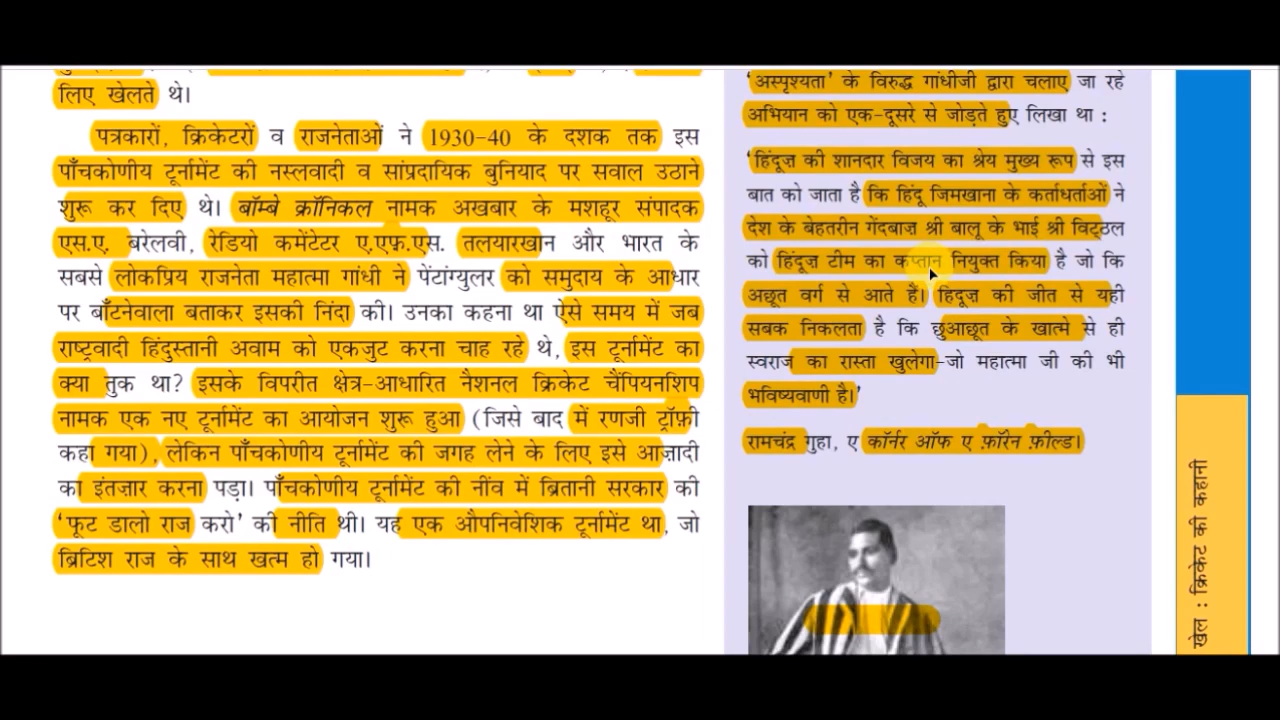 लिए खेलते थे।
पत्रकारों, क्रिकेटरों व राजनेताओं ने 1930-40 के दशक तक इस
पाँचकोणीय टूर्नामेंट की नस्लवादी व सांप्रदायिक बुनियाद पर सवाल उठाने
शुरू कर दिए थे। बॉम्बे क्रॉनिकल नामक अखबार के मशहूर संपादक
एस.ए. बरेलवी, रेडियो कमेंटेटर ए.एफ़.एस. तलयारखान और भारत के
सबसे लोकप्रिय राजनेता महात्मा गांधी ने पेंटांग्युलर को समुदाय के आधार
पर बाँटनेवाला बताकर इसकी निंदा की। उनका कहना था ऐसे समय में जब
राष्ट्रवादी हिंदुस्तानी अवाम को एकजुट करना चाह रहे थे, इस टूर्नामेंट का
क्या तुक था? इसके विपरीत क्षेत्र-आधारित नैशनल क्रिकेट चैंपियनशिप
नामक एक नए टूर्नामेंट का आयोजन शुरू हुआ (जिसे बाद में रणजी ट्रॉफ़ी
कहा गया), लेकिन पाँचकोणीय टूर्नामेंट की जगह लेने के लिए इसे आज़ादी
का इंतज़ार करना पड़ा। पाँचकोणीय टूर्नामेंट की नींव में ब्रितानी सरकार की
‘फूट डालो राज करो’ की नीति थी। यह एक औपनिवेशिक टूर्नामेंट था, जो
ब्रिटिश राज के साथ खत्म हो गया।
‘अस्पृश्यता’ के विरुद्ध गांधीजी द्वारा चलाए जा रहे
अभियान को एक-दूसरे से जोड़ते हुए लिखा था :
‘हिंदूज़ की शानदार विजय का श्रेय मुख्य रूप से इस
बात को जाता है कि हिंदू जिमखाना के कर्ताधर्ताओं ने
देश के बेहतरीन गेंदबाज़ श्री बालू के भाई श्री विट्ठल
को हिंदूज़ टीम का कप्तान नियुक्त किया है जो कि
अछूत वर्ग से आते हैं। हिदूज़ की जीत से यही
सबक निकलता है कि छुआछूत के खात्मे से ही
स्वराज का रास्ता खुलेगा-जो महात्मा जी की भी
भविष्यवाणी है।’
रामचंद्र गुहा, ए कॉर्नर ऑफ ए फ़ॉरेन फ़ील्ड।
खेल : क्रिकेट की कहानी